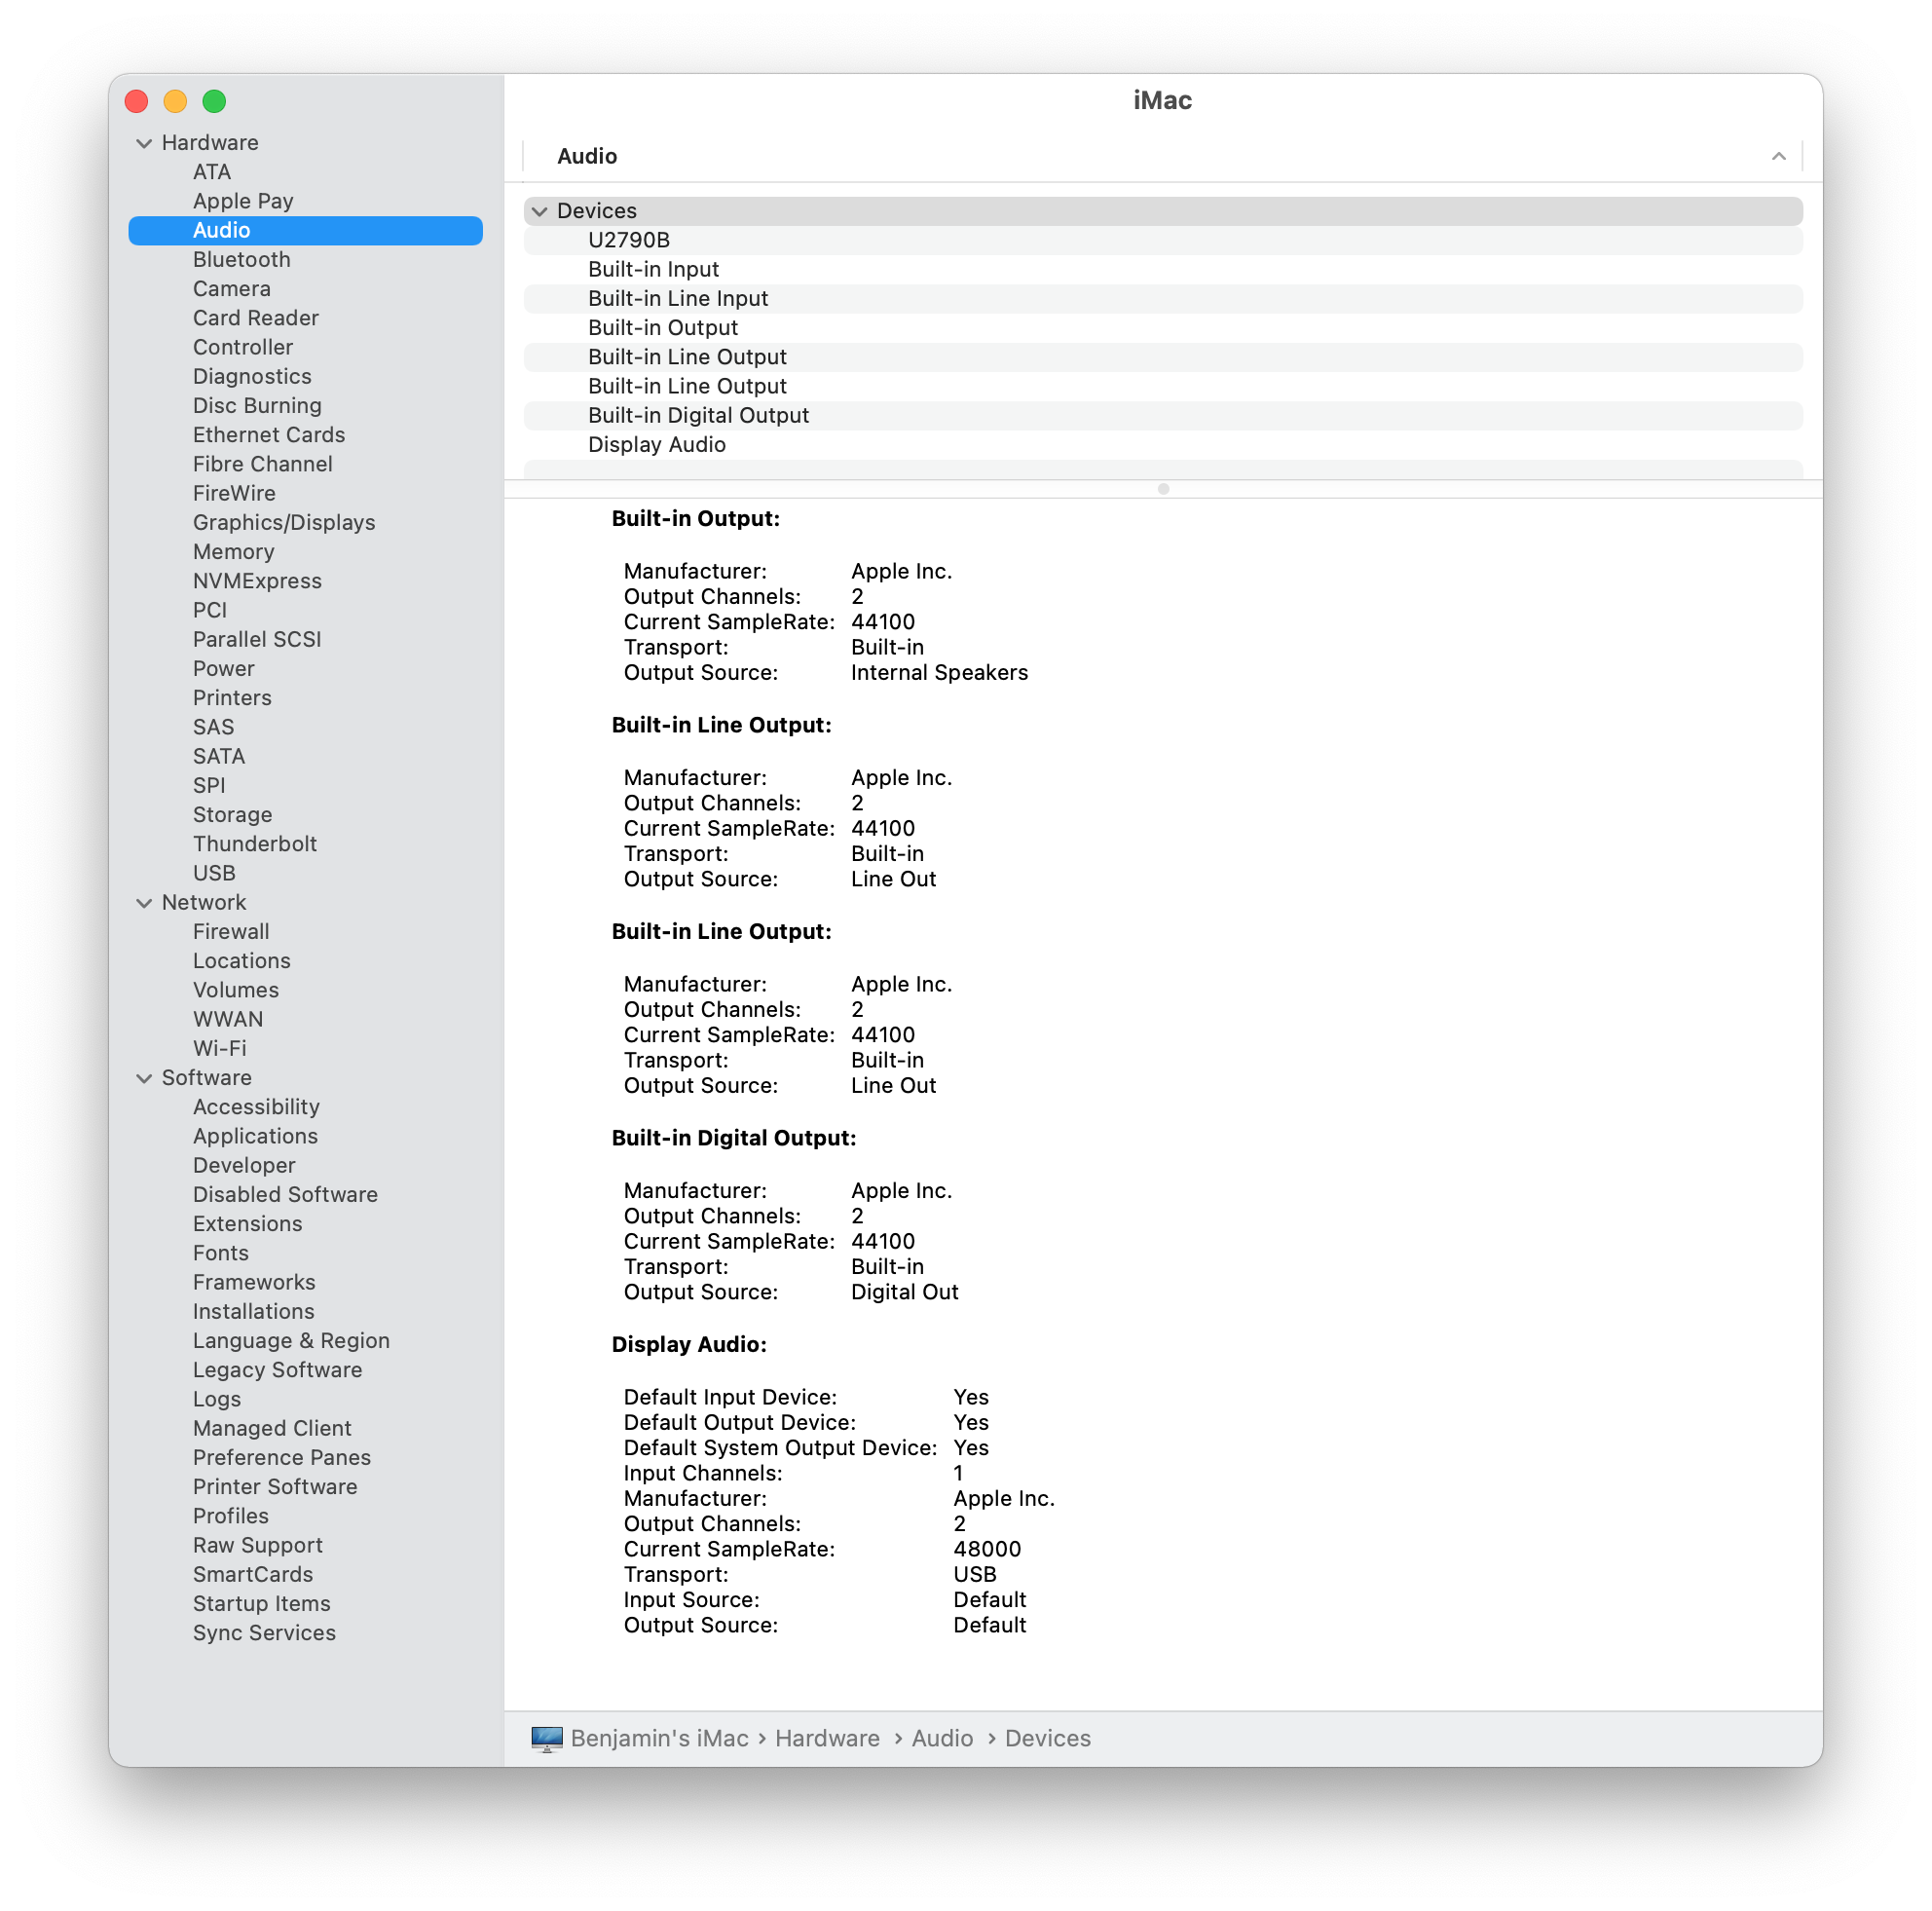 Hardware
ATA
Apple Pay
Audio
Bluetooth
Camera
Card Reader
Controller
Diagnostics
Disc Burning
Ethernet Cards
Fibre Channel
FireWire
Graphics/Displays
Memory
NVMExpress
PCI
Parallel SCSI
Power
Printers
SAS
SATA
SPI
Storage
Thunderbolt
USB
Network
Firewall
Locations
Volumes
WWAN
Wi-Fi
Software
Accessibility
Applications
Developer
Disabled Software
Extensions
Fonts
Frameworks
Installations
Language & Region
Legacy Software
Logs
Managed Client
Preference Panes
Printer Software
Profiles
Raw Support
SmartCards
Startup Items
Sync Services
iMac
Audio
Devices
U2790B
Built-in Input
Built-in Line Input
Built-in Output
Built-in Line Output
Built-in Line Output
Built-in Digital Output
Display Audio
Built-in Output:
Manufacturer: Apple Inc.
Output Channels: 2
Current SampleRate: 44100
Transport: Built-in
Output Source: Internal Speakers
Built-in Line Output:
Manufacturer: Apple Inc.
Output Channels: 2
Current SampleRate: 44100
Transport: Built-in
Output Source: Line Out
Built-in Line Output:
Manufacturer: Apple Inc.
Output Channels: 2
Current SampleRate: 44100
Transport: Built-in
Output Source: Line Out
Built-in Digital Output:
Manufacturer: Apple Inc.
Output Channels: 2
Current SampleRate: 44100
Transport: Built-in
Output Source: Digital Out
Display Audio:
Default Input Device: Yes
Default Output Device: Yes
Default System Output Device: Yes
Input Channels: 1
Manufacturer: Apple Inc.
Output Channels: 2
Current SampleRate: 48000
Transport: USB
Input Source: Default
Output Source: Default
Benjamin's iMac › Hardware › Audio › Devices